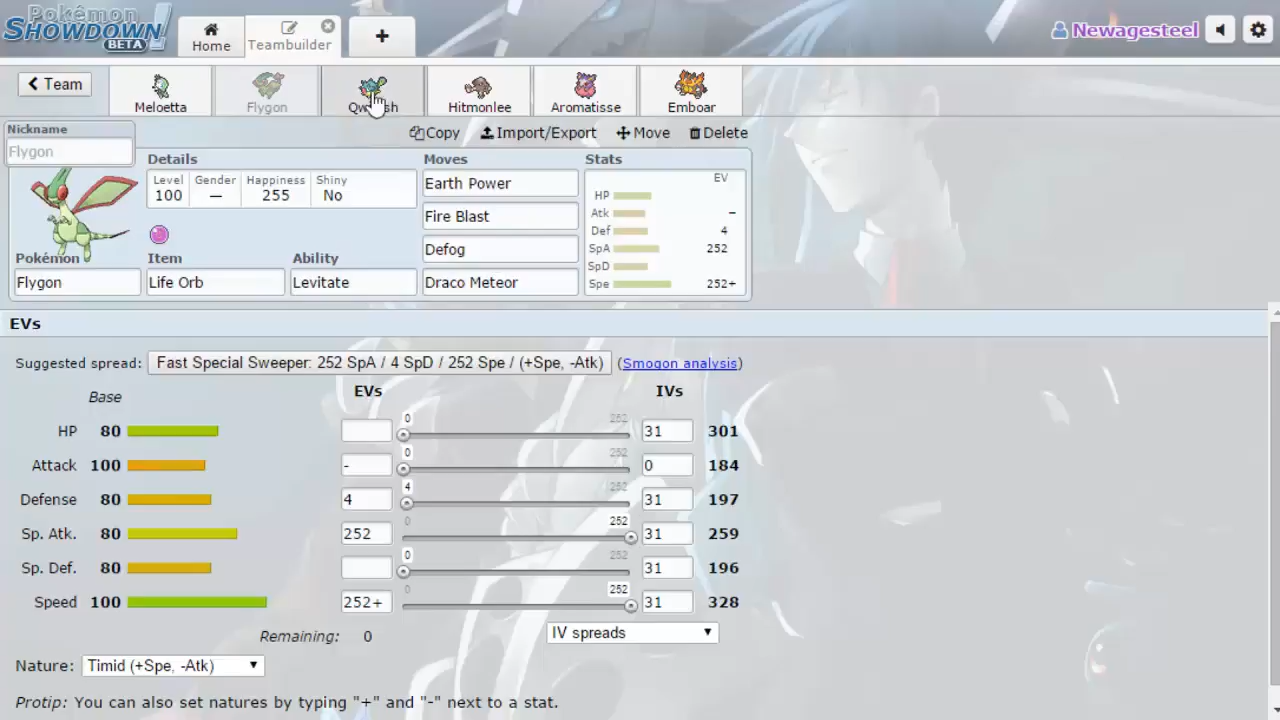 Pokémon
SHOWDOWN!
BETA
Home
Teambuilder
+
Newagesteel
< Team
Meloetta
Flygon
Hitmonlee
Aromatisse
Emboar
Nickname
Flygon
Copy Import/Export Move Delete
Details
Level Gender Happiness Shiny
100 — 255 No
Moves
Earth Power
Fire Blast
Defog
Draco Meteor
Stats
EV
HP
Atk –
Def 4
SpA 252
SpD
Spe 252+
Pokémon Item Ability
Flygon Life Orb Levitate
EVs
Suggested spread: Fast Special Sweeper: 252 SpA / 4 SpD / 252 Spe / (+Spe, -Atk) (Smogon analysis)
Base EVs IVs
HP 80 0 252 31 301
Attack 100 - 0 252 0 184
Defense 80 4 4 252 31 197
Sp. Atk. 80 252 0 252 31 259
Sp. Def. 80 0 252 31 196
Speed 100 252+ 0 252 31 328
Remaining: 0 IV spreads
Nature: Timid (+Spe, -Atk)
Protip: You can also set natures by typing "+" and "-" next to a stat.